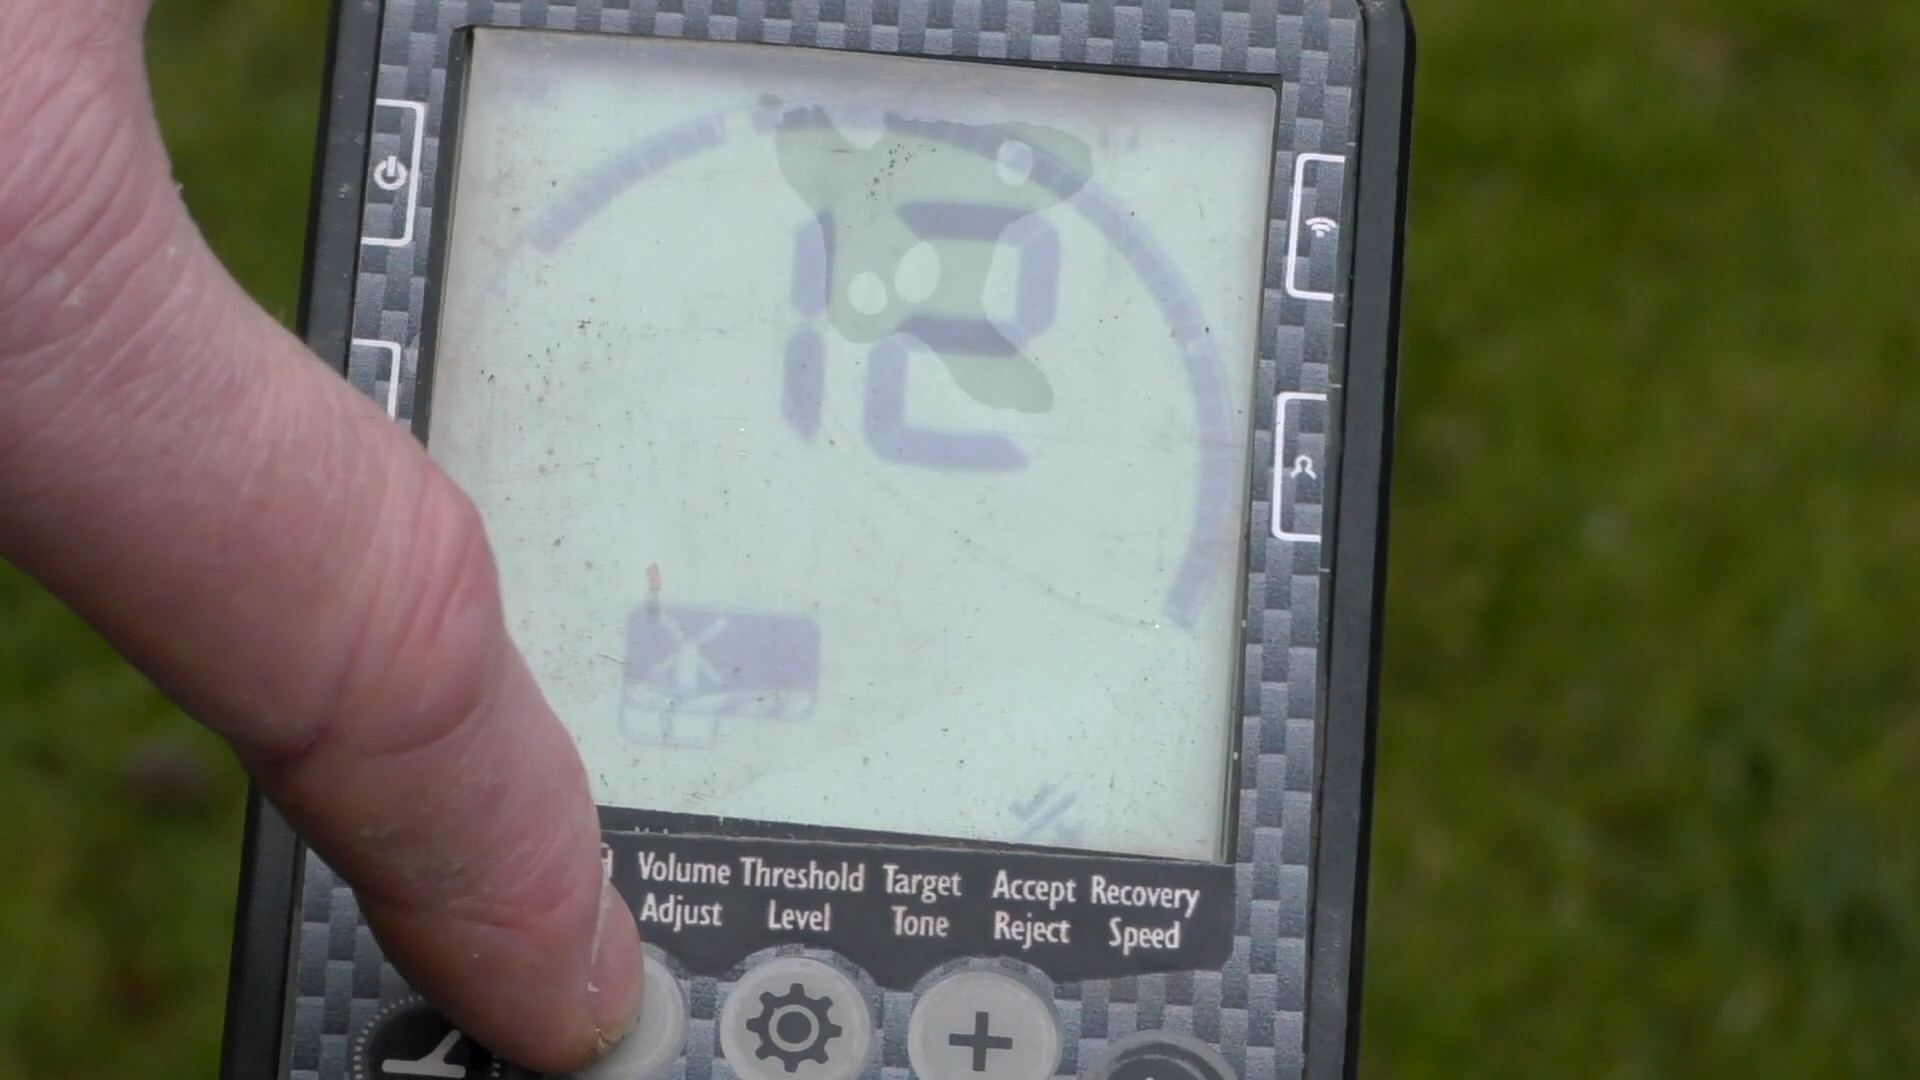 12
Volume Threshold Target Accept Recovery
Adjust Level Tone Reject Speed
+